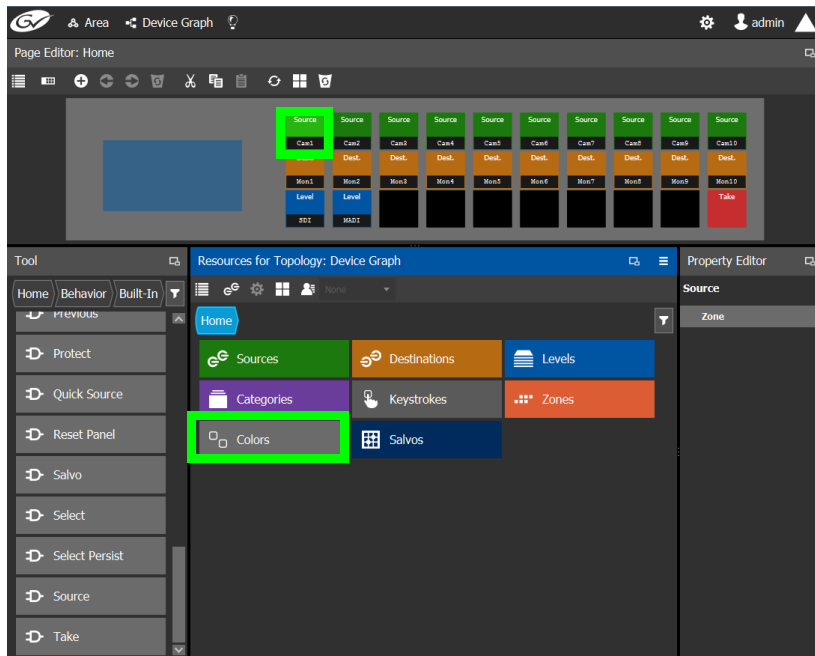 GV Area Device Graph admin
Page Editor: Home
Source Source Source Source Source Source Source Source Source Source
Cam1 Cam2 Cam3 Cam4 Cam5 Cam6 Cam7 Cam8 Cam9 Cam10
Dest. Dest. Dest. Dest. Dest. Dest. Dest. Dest. Dest.
Mon1 Mon2 Mon3 Mon4 Mon5 Mon6 Mon7 Mon8 Mon9 Mon10
Level Level Take
SDI MADI
Tool
Home Behavior Built-In
Previous
Protect
Quick Source
Reset Panel
Salvo
Select
Select Persist
Source
Take
Resources for Topology: Device Graph
None
Home
Sources Destinations Levels
Categories Keystrokes Zones
Colors Salvos
Property Editor
Source
Zone